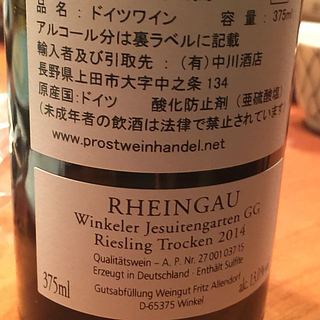 品名：ドイツワイン　容量：375ml
アルコール分は裏ラベルに記載
輸入者及び引取先：（有）中川酒店
長野県上田市大字中之条 134
原産国：ドイツ　酸化防止剤（亜硫酸塩）
（未成年者の飲酒は法律で禁止されています
www.prostweinhandel.net
RHEINGAU
Winkeler Jesuitengarten GG
Riesling Trocken 2014
Qualitätswein – A. P. Nr. 27 001 037 15
Erzeugt in Deutschland · Enthält Sulfite
375ml
Gutsabfüllung Weingut Fritz Allendorf
D-65375 Winkel
alc. 13,0%